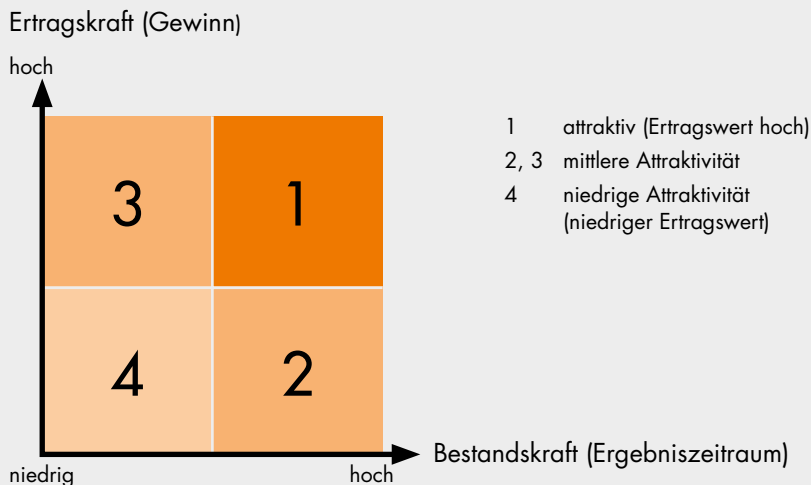 Ertragskraft (Gewinn)
hoch
3 1
4 2
niedrig hoch
Bestandskraft (Ergebniszeitraum)
1 attraktiv (Ertragswert hoch)
2, 3 mittlere Attraktivität
4 niedrige Attraktivität
(niedriger Ertragswert)